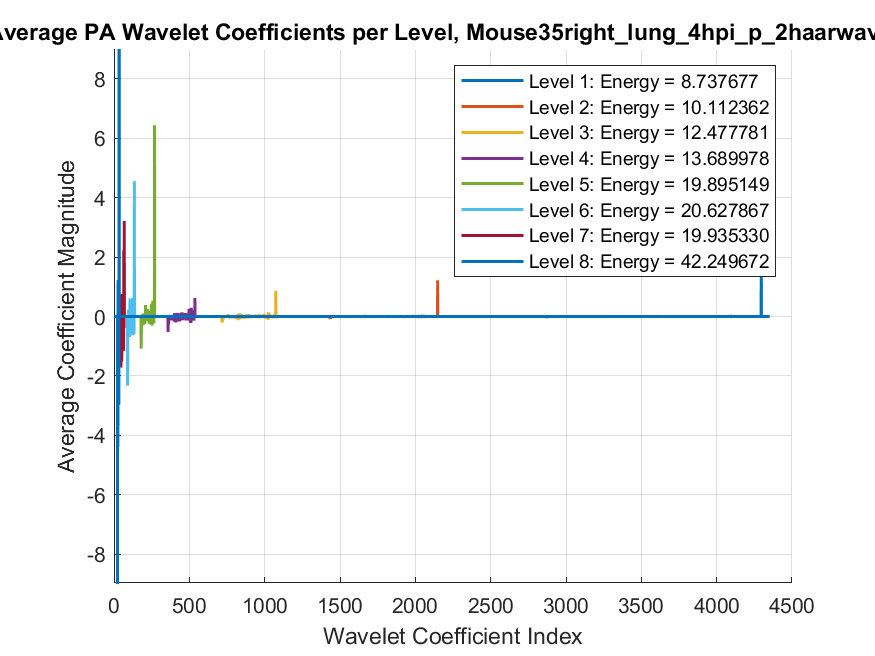 Average PA Wavelet Coefficients per Level, Mouse35right_lung_4hpi_p_2haarwav
Level 1: Energy = 8.737677
Level 2: Energy = 10.112362
Level 3: Energy = 12.477781
Level 4: Energy = 13.689978
Level 5: Energy = 19.895149
Level 6: Energy = 20.627867
Level 7: Energy = 19.935330
Level 8: Energy = 42.249672
Average Coefficient Magnitude
8
6
4
2
0
-2
-4
-6
-8
0 500 1000 1500 2000 2500 3000 3500 4000 4500
Wavelet Coefficient Index